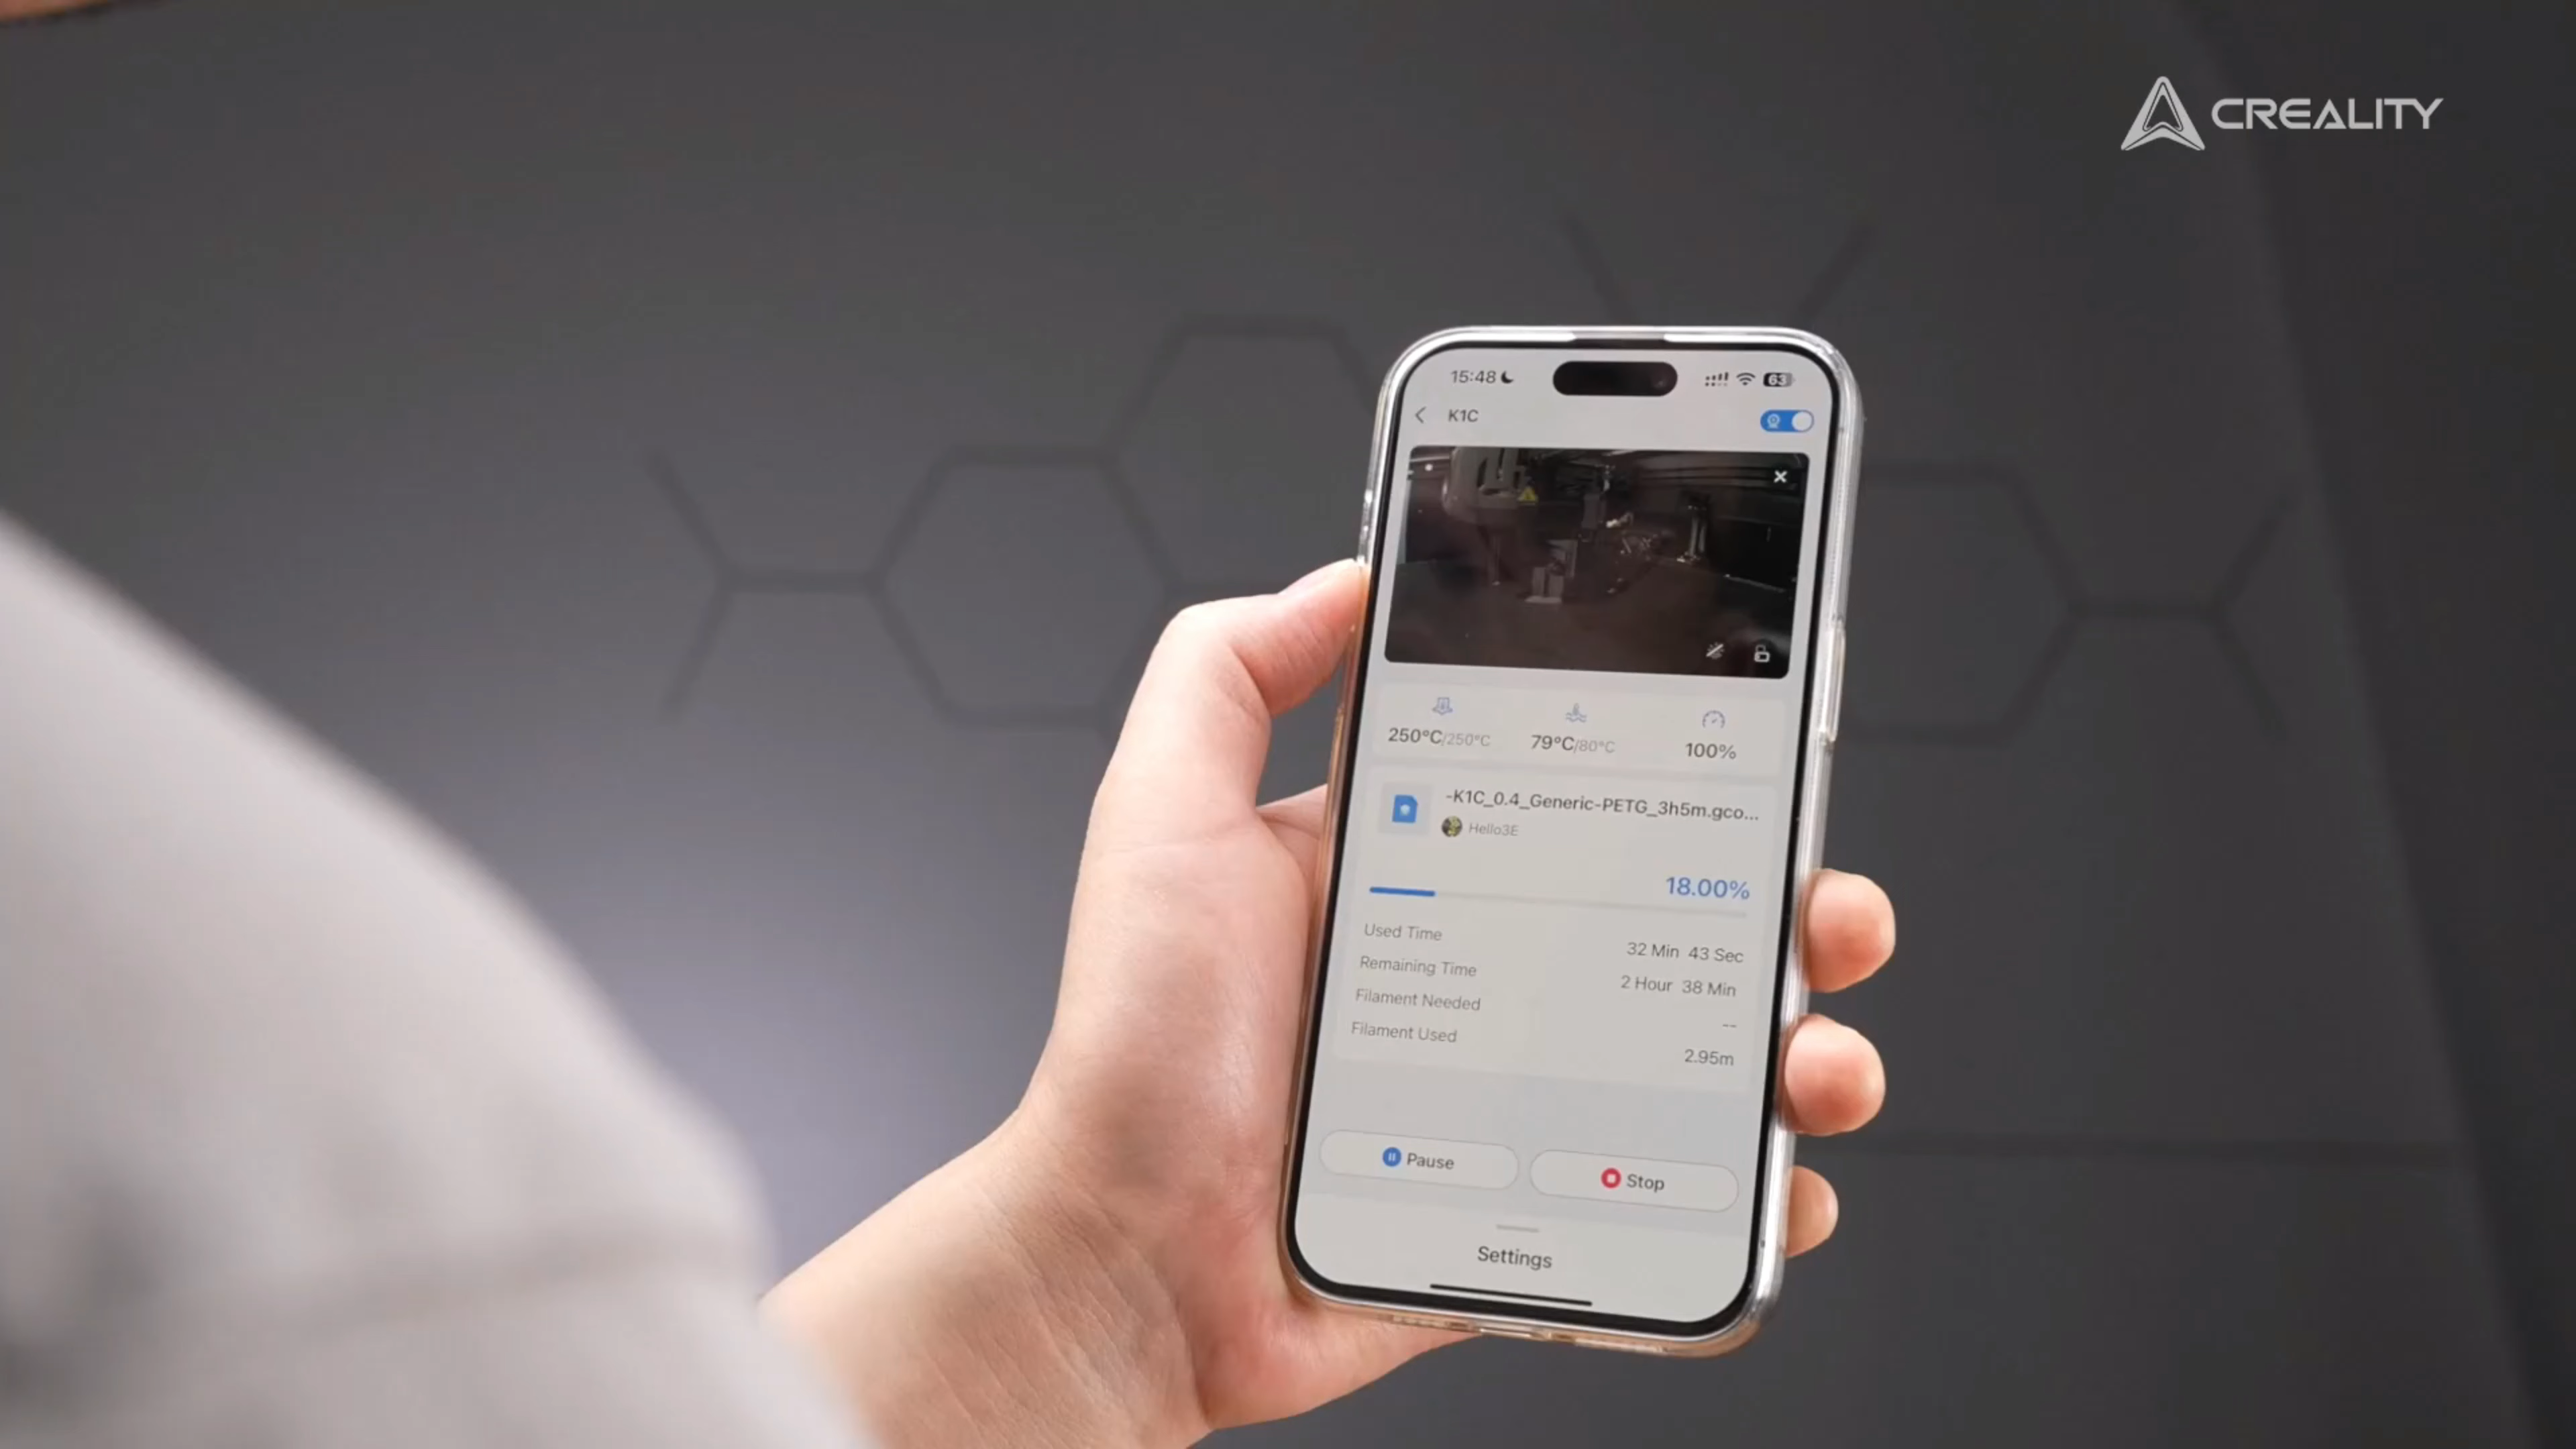 CREALITY
15:48
63
K1C
250°C/250°C
79°C/80°C
100%
-K1C_0.4_Generic-PETG_3h5m.gco...
Hello3E
18.00%
Used Time
32 Min 43 Sec
Remaining Time
2 Hour 38 Min
Filament Needed
--
Filament Used
2.95m
Pause
Stop
Settings